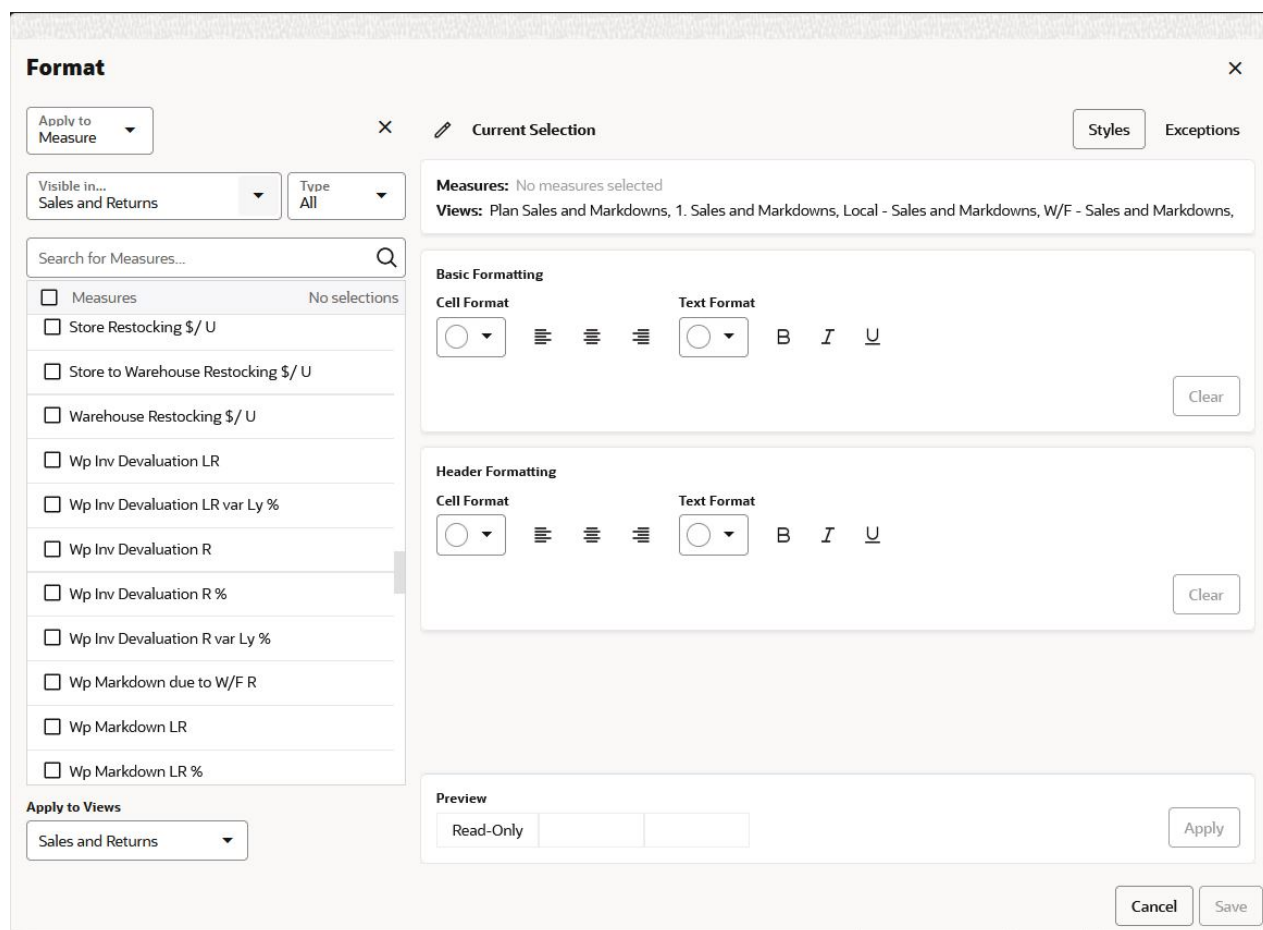 Format
Apply to
Measure
Visible in...
Sales and Returns
Type
All
Search for Measures...
Measures No selections
Store Restocking $/ U
Store to Warehouse Restocking $/ U
Warehouse Restocking $/ U
Wp Inv Devaluation LR
Wp Inv Devaluation LR var Ly %
Wp Inv Devaluation R
Wp Inv Devaluation R %
Wp Inv Devaluation R var Ly %
Wp Markdown due to W/F R
Wp Markdown LR
Wp Markdown LR %
Apply to Views
Sales and Returns
Current Selection
Styles Exceptions
Measures: No measures selected
Views: Plan Sales and Markdowns, 1. Sales and Markdowns, Local - Sales and Markdowns, W/F - Sales and Markdowns,
Basic Formatting
Cell Format Text Format
B I U
Clear
Header Formatting
Cell Format Text Format
B I U
Clear
Preview
Read-Only
Apply
Cancel Save